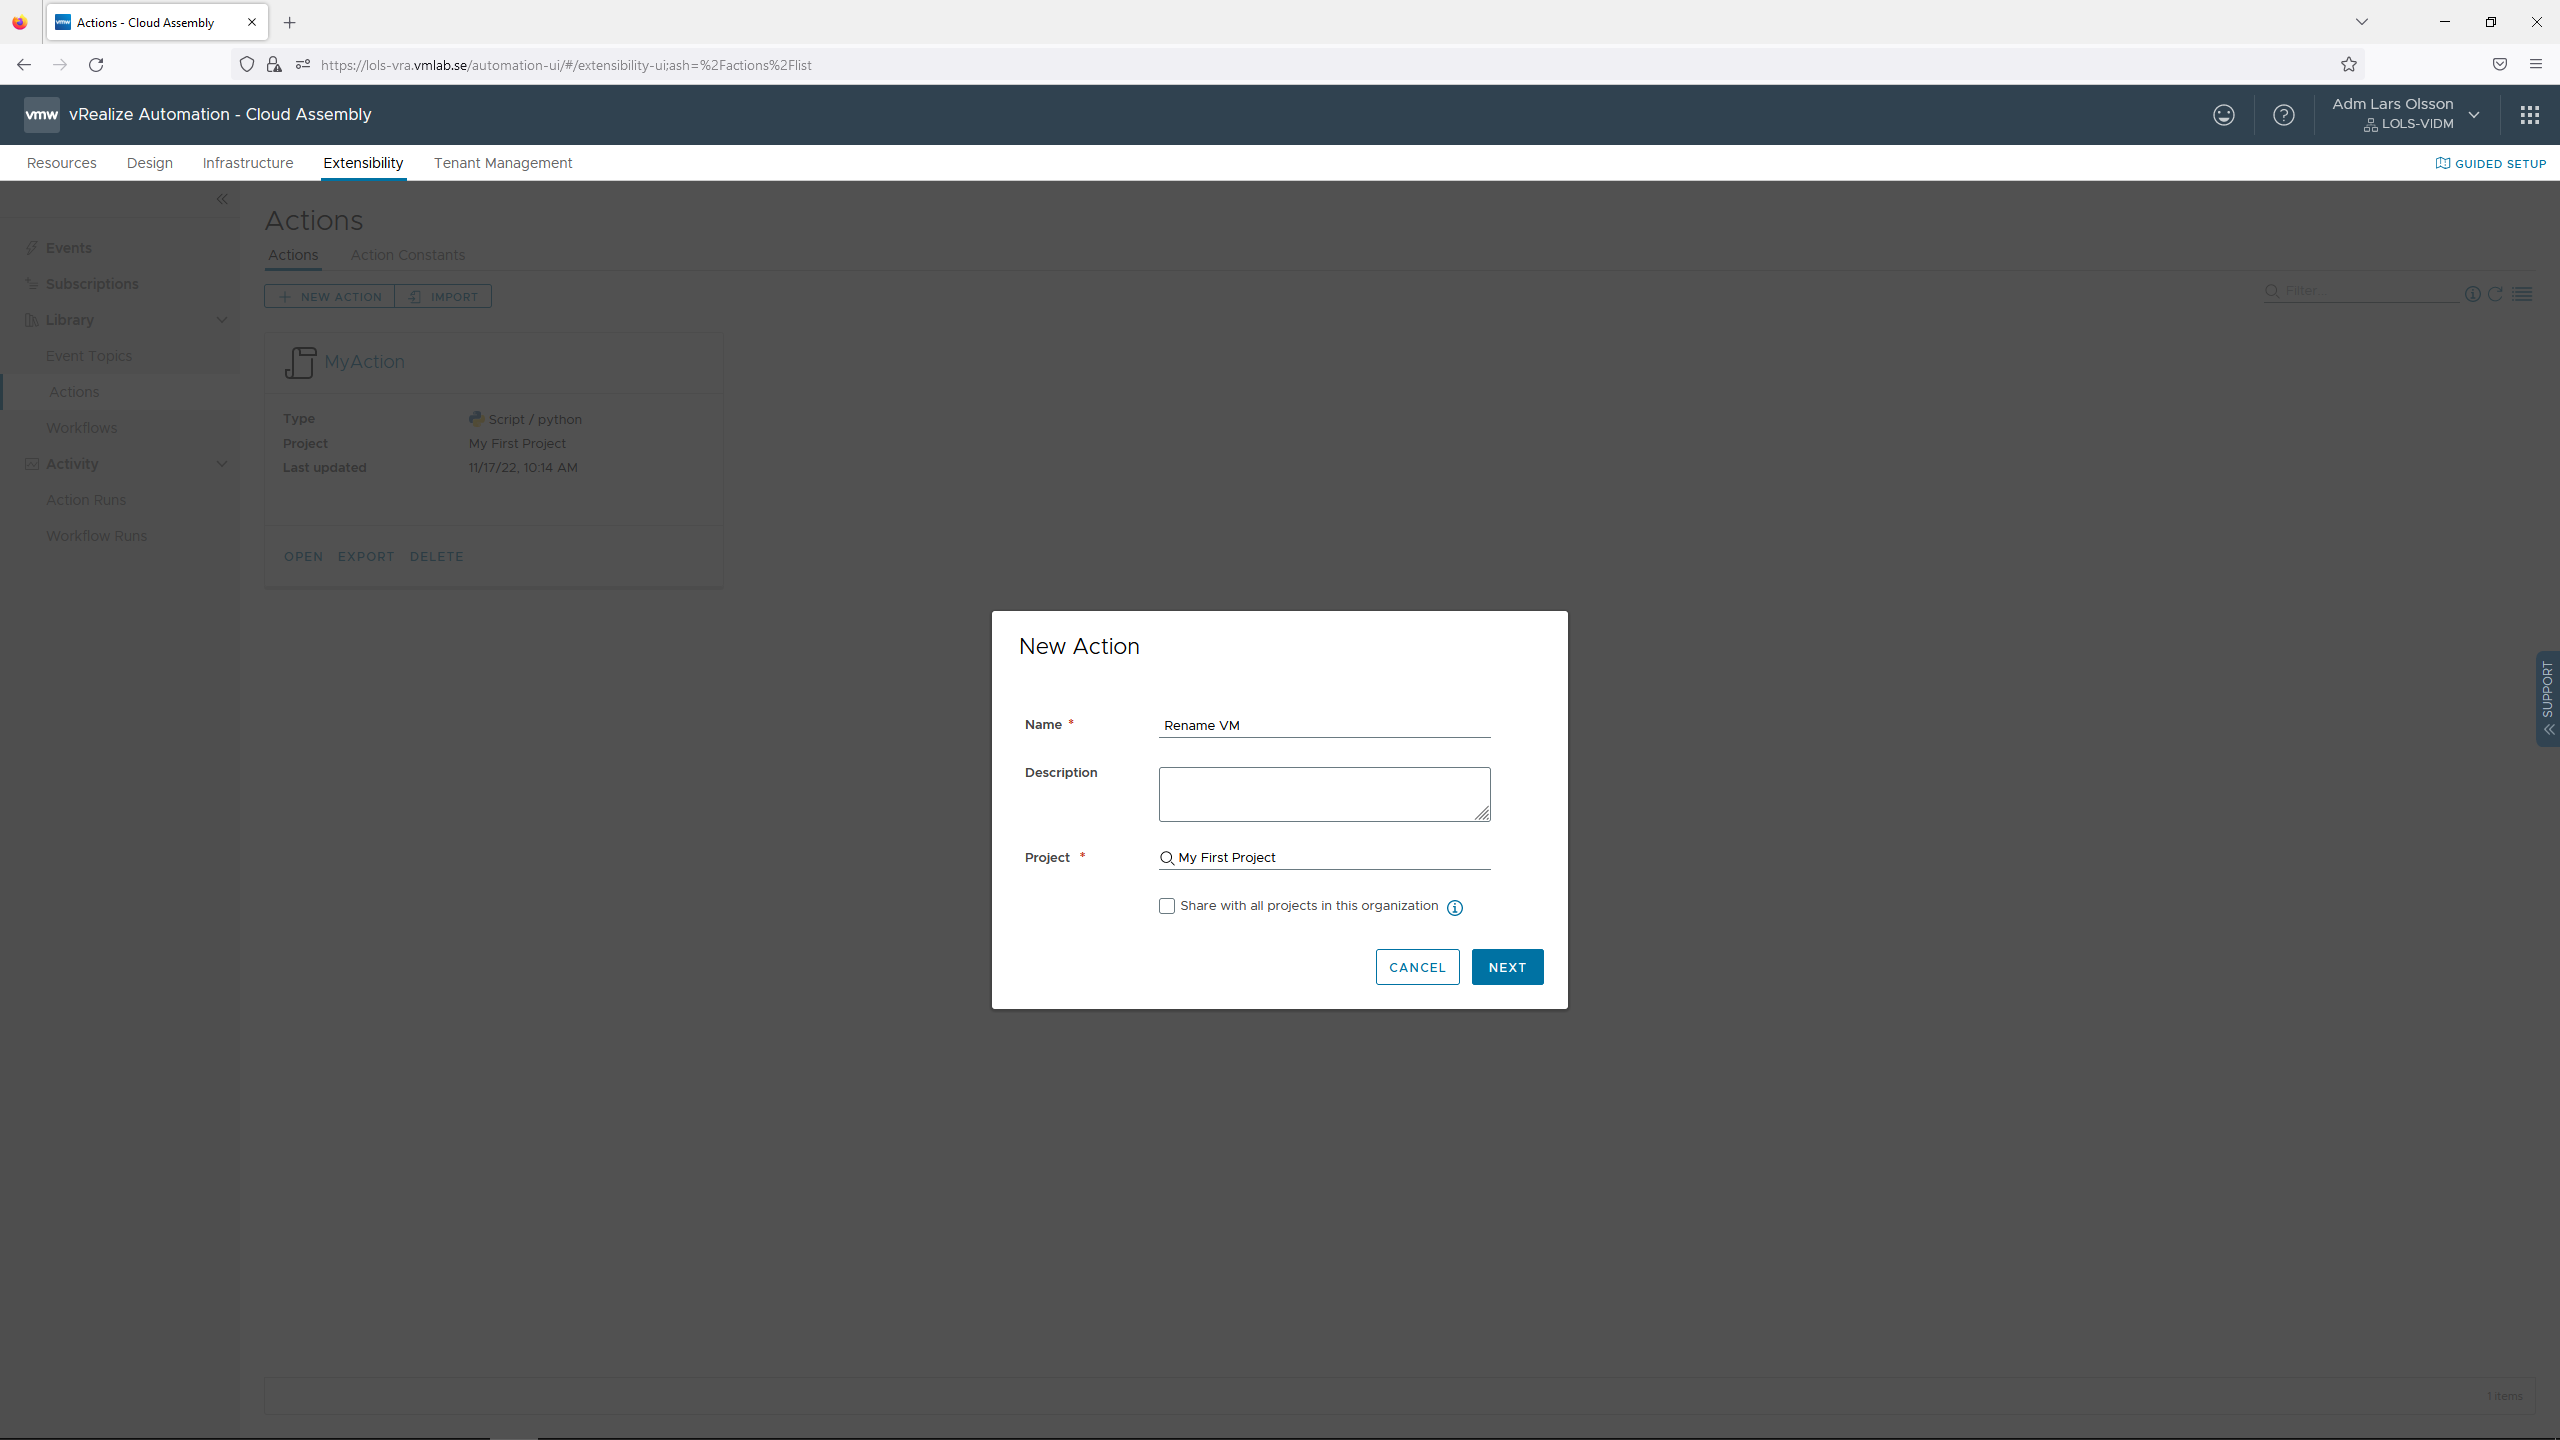 Actions - Cloud Assembly
https://lols-vra.vmlab.se/automation-ui/#/extensibility-ui;ash=%2Factions%2Flist
vmw vRealize Automation - Cloud Assembly
Adm Lars Olsson
LOLS-VIDM
Resources Design Infrastructure Extensibility Tenant Management
GUIDED SETUP
Events
Subscriptions
Library
Event Topics
Actions
Workflows
Activity
Action Runs
Workflow Runs
Actions
Actions Action Constants
NEW ACTION IMPORT
Filter...
MyAction
Type Script / python
Project My First Project
Last updated 11/17/22, 10:14 AM
OPEN EXPORT DELETE
New Action
Name * Rename VM
Description
Project * My First Project
Share with all projects in this organization
CANCEL NEXT
SUPPORT
1 items